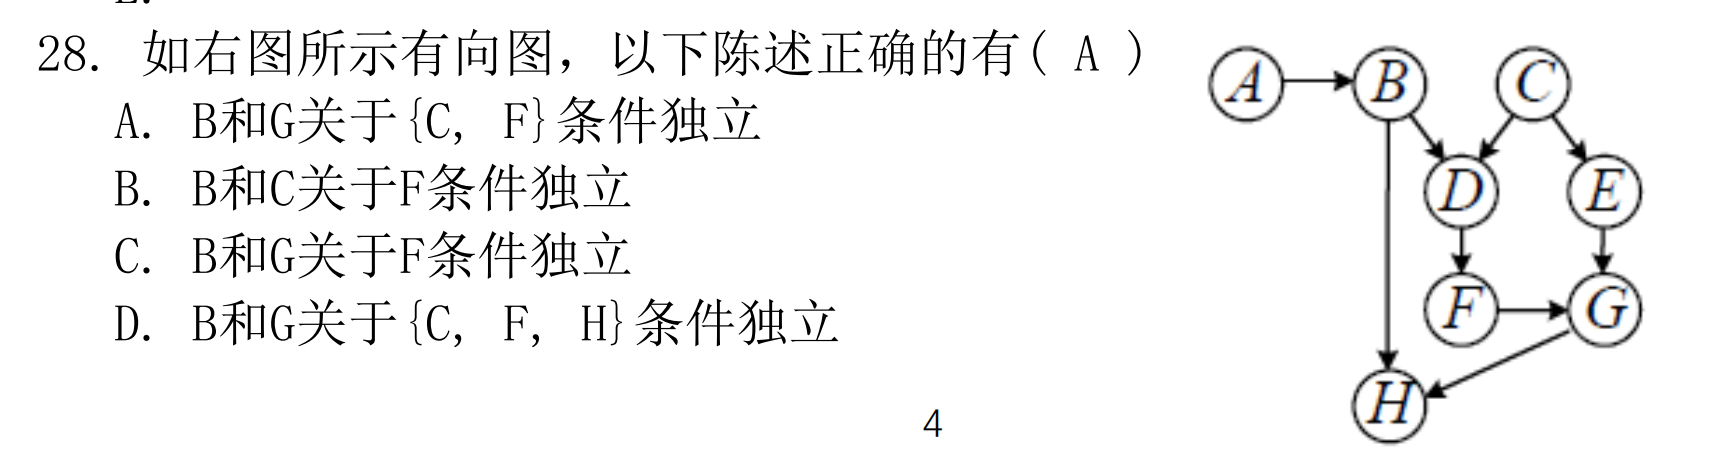 28. 如右图所示有向图，以下陈述正确的有( A )
A. B和G关于{C, F}条件独立
B. B和C关于F条件独立
C. B和G关于F条件独立
D. B和G关于{C, F, H}条件独立
4
A B C
D E
F G
H